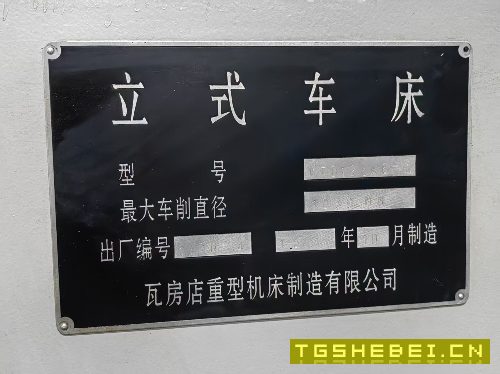 立式车床
型号
最大车削直径
出厂编号 年 月制造
瓦房店重型机床制造有限公司
TGSHEBEI.CN